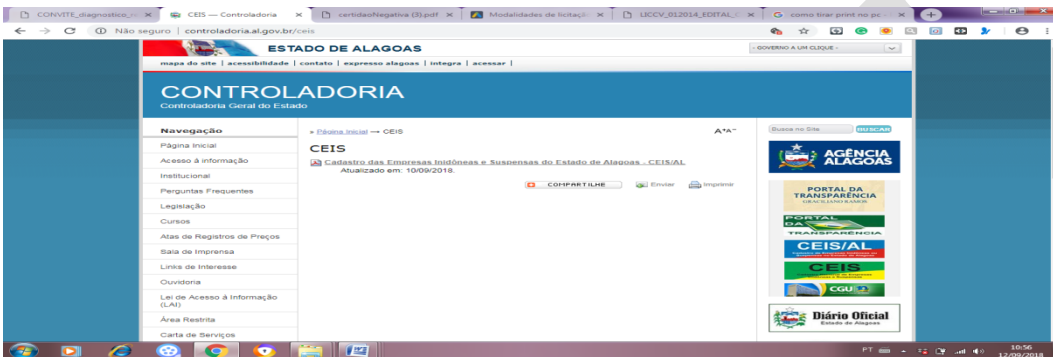 CONVITE_diagnostico_re
CEIS — Controladoria
certidaoNegativa (3).pdf
Modalidades de licitaçã
LICCV_012014_EDITAL_C
como tirar print no pc -
Não seguro | controladoria.al.gov.br/ceis
ESTADO DE ALAGOAS
- GOVERNO A UM CLIQUE -
mapa do site | acessibilidade | contato | expresso alagoas | integra | acessar |
CONTROLADORIA
Controladoria Geral do Estado
Navegação
Página Inicial
Acesso à informação
Institucional
Perguntas Frequentes
Legislação
Cursos
Atas de Registros de Preços
Sala de Imprensa
Links de Interesse
Ouvidoria
Lei de Acesso à Informação
(LAI)
Área Restrita
Carta de Serviços
» Página Inicial → CEIS
A+A-
CEIS
Cadastro das Empresas Inidôneas e Suspensas do Estado de Alagoas - CEIS/AL
Atualizado em: 10/09/2018.
COMPARTILHE
Enviar
Imprimir
Busca no Site
BUSCAR
AGÊNCIA
ALAGOAS
PORTAL DA
TRANSPARÊNCIA
GRACILIANO RAMOS
PORTAL
DA
TRANSPARÊNCIA
CEIS/AL
CEIS
CGU
Diário Oficial
Estado de Alagoas
PT
10:56
12/09/2018